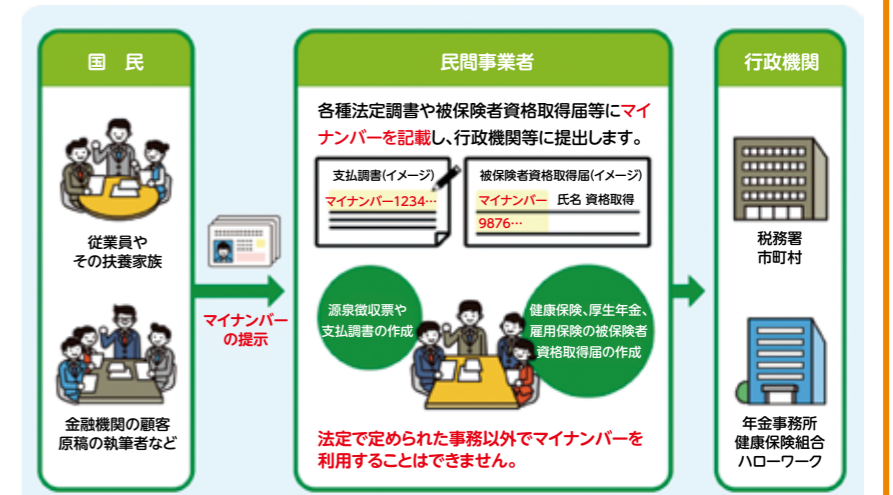 国 民
従業員や
その扶養家族
金融機関の顧客
原稿の執筆者など
マイナンバー
の提示
民間事業者
各種法定調書や被保険者資格取得届等にマイ
ナンバーを記載し、行政機関等に提出します。
支払調書(イメージ)
マイナンバー1234…
被保険者資格取得届(イメージ)
マイナンバー 氏名 資格取得
9876…
源泉徴収票や
支払調書の作成
健康保険、厚生年金、
雇用保険の被保険者
資格取得届の作成
法定で定められた事務以外でマイナンバーを
利用することはできません。
行政機関
税務署
市町村
年金事務所
健康保険組合
ハローワーク